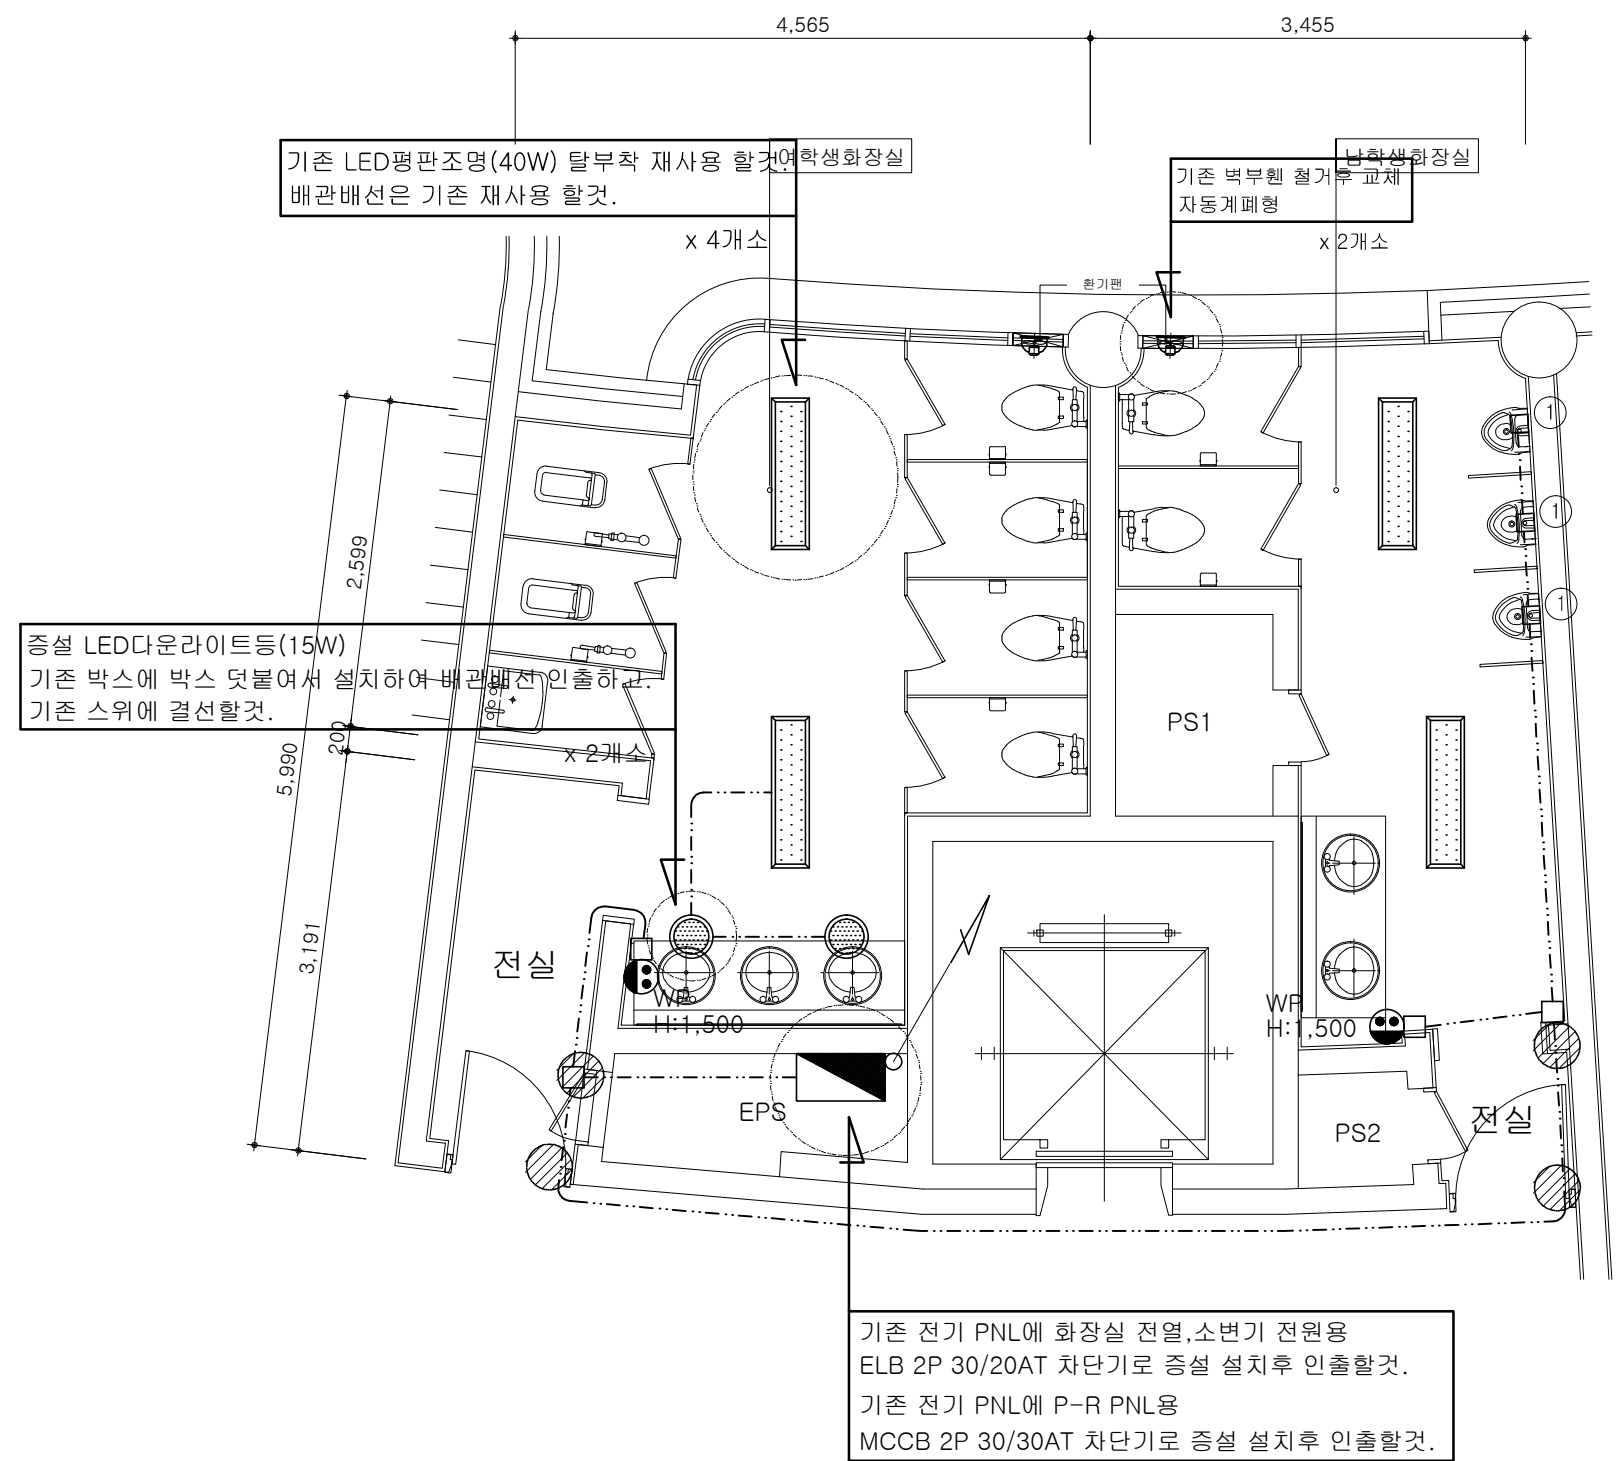 4,565
3,455
기존 LED평판조명(40W) 탈부착 재사용 할것.
배관배선은 기존 재사용 할것.
여학생화장실
x 4개소
남학생화장실
기존 벽부휀 철거후 교체
자동계폐형
x 2개소
환기팬
1
1
1
2,599
200
5,990
3,191
증설 LED다운라이트등(15W)
기존 박스에 박스 덧붙여서 설치하여 배관배선 인출하고.
기존 스위에 결선할것.
x 2개소
PS1
전실
WP
H:1,500
WP
H:1,500
EPS
PS2
전실
기존 전기 PNL에 화장실 전열,소변기 전원용
ELB 2P 30/20AT 차단기로 증설 설치후 인출할것.
기존 전기 PNL에 P-R PNL용
MCCB 2P 30/30AT 차단기로 증설 설치후 인출할것.